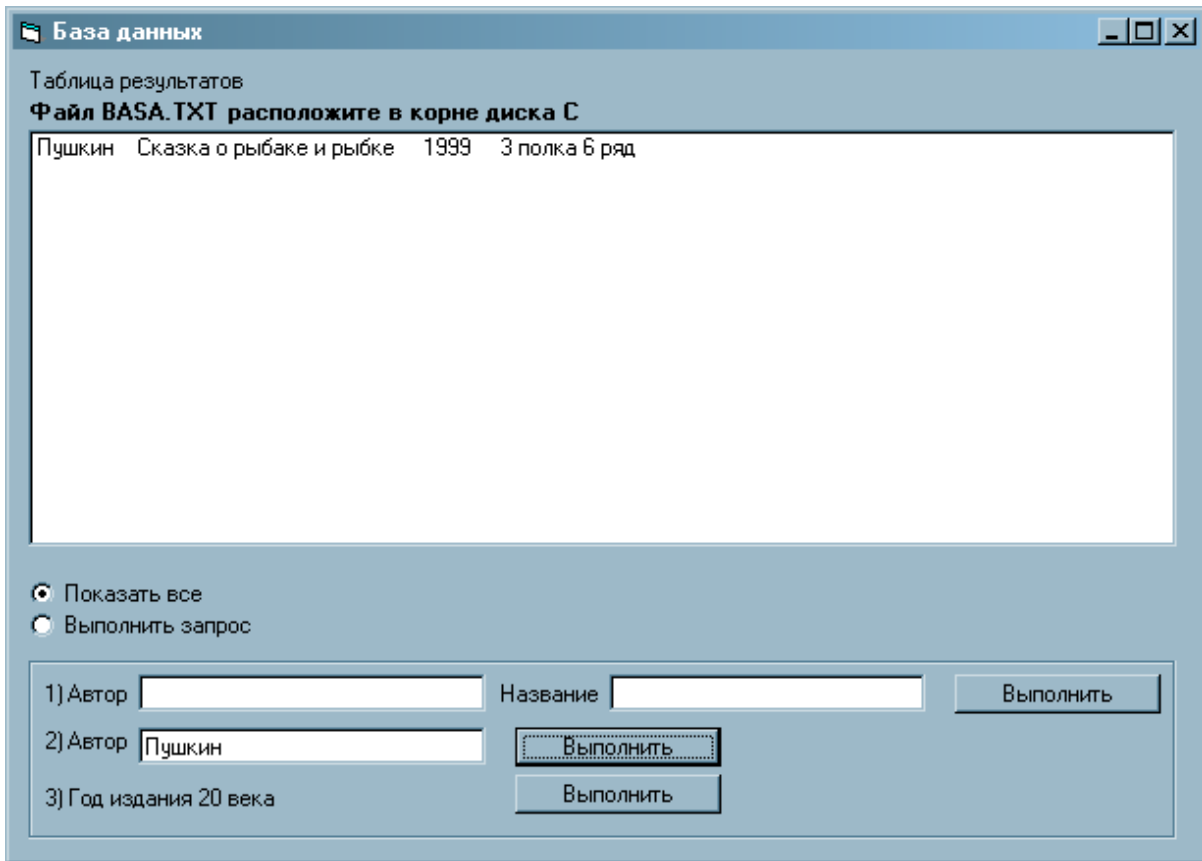 База данных
Таблица результатов
Файл BASA.TXT расположите в корне диска С
Пушкин Сказка о рыбаке и рыбке 1999 3 полка 6 ряд
Показать все
Выполнить запрос
1) Автор Название Выполнить
2) Автор Пушкин Выполнить
3) Год издания 20 века Выполнить